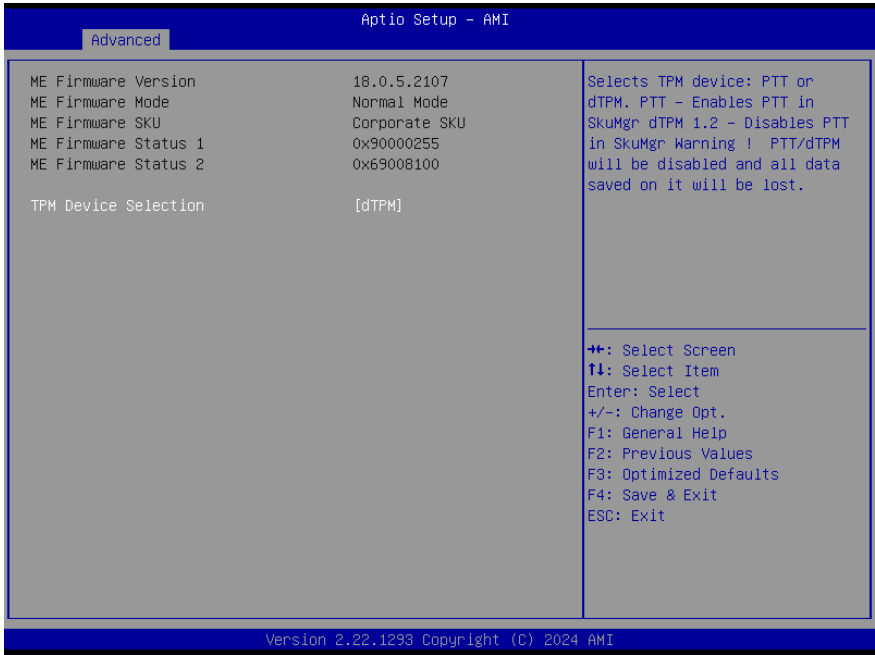 Aptio Setup - AMI
Advanced
ME Firmware Version 18.0.5.2107
ME Firmware Mode Normal Mode
ME Firmware SKU Corporate SKU
ME Firmware Status 1 0x90000255
ME Firmware Status 2 0x69008100
TPM Device Selection [dTPM]
Selects TPM device: PTT or
dTPM. PTT - Enables PTT in
SkuMgr dTPM 1.2 - Disables PTT
in SkuMgr Warning ! PTT/dTPM
will be disabled and all data
saved on it will be lost.
→←: Select Screen
↑↓: Select Item
Enter: Select
+/-: Change Opt.
F1: General Help
F2: Previous Values
F3: Optimized Defaults
F4: Save & Exit
ESC: Exit
Version 2.22.1293 Copyright (C) 2024 AMI